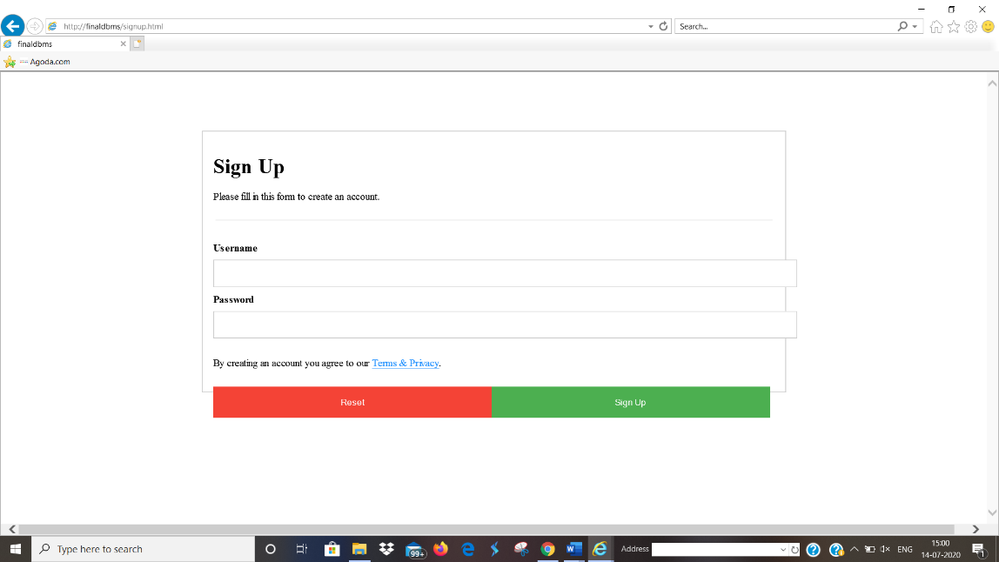 http://finaldbms/signup.html
Search...
finaldbms
Agoda.com
Sign Up
Please fill in this form to create an account.
Username
Password
By creating an account you agree to our Terms & Privacy.
Reset
Sign Up
Type here to search
99+
Address
ENG
15:00
14-07-2020
1